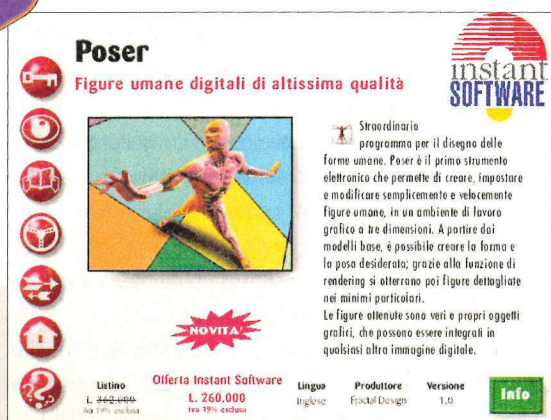 Poser
Figure umane digitali di altissima qualità
instant
SOFTWARE
Straordinario
programma per il disegno delle
forme umane. Poser è il primo strumento
elettronico che permette di creare, impostare
e modificare semplicemente e velocemente
figure umane, in un ambiente di lavoro
grafico a tre dimensioni. A partire dai
modelli base, è possibile creare la forma e
la posa desiderata; grazie alla funzione di
rendering si otterrano poi figure dettagliate
nei minimi particolari.
Le figure ottenute sono veri e propri oggetti
grafici, che possono essere integrati in
qualsiasi altra immagine digitale.
NOVITA'
Listino
L. 362.000
iva 19% esclusa
Offerta Instant Software
L. 260.000
iva 19% esclusa
Lingua
Inglese
Produttore
Fractal Design
Versione
1.0
Info